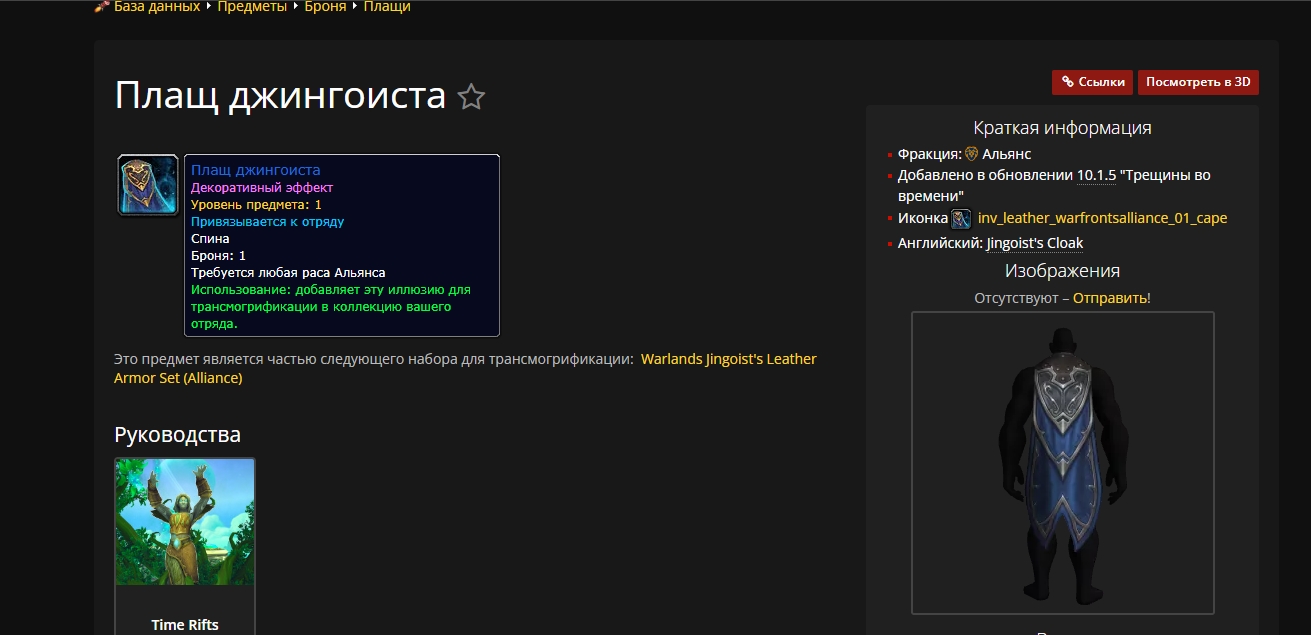 База данных ▸ Предметы ▸ Броня ▸ Плащи
Плащ джингоиста
Ссылки
Посмотреть в 3D
Плащ джингоиста
Декоративный эффект
Уровень предмета: 1
Привязывается к отряду
Спина
Броня: 1
Требуется любая раса Альянса
Использование: добавляет эту иллюзию для
трансмогрификации в коллекцию вашего
отряда.
Это предмет является частью следующего набора для трансмогрификации: Warlands Jingoist's Leather
Armor Set (Alliance)
Руководства
Time Rifts
Краткая информация
Фракция: Альянс
Добавлено в обновлении 10.1.5 "Трещины во
времени"
Иконка inv_leather_warfrontsalliance_01_cape
Английский: Jingoist's Cloak
Изображения
Отсутствуют – Отправить!